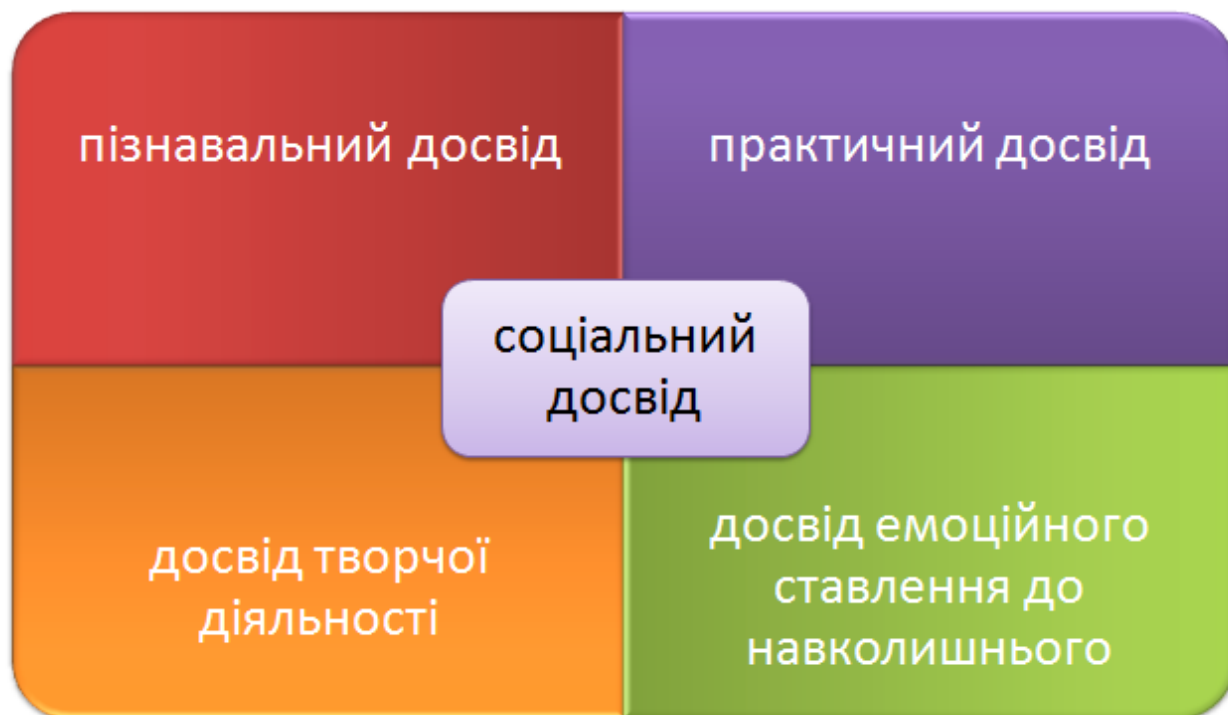 пізнавальний досвід
практичний досвід
соціальний
досвід
досвід творчої
діяльності
досвід емоційного
ставлення до
навколишнього